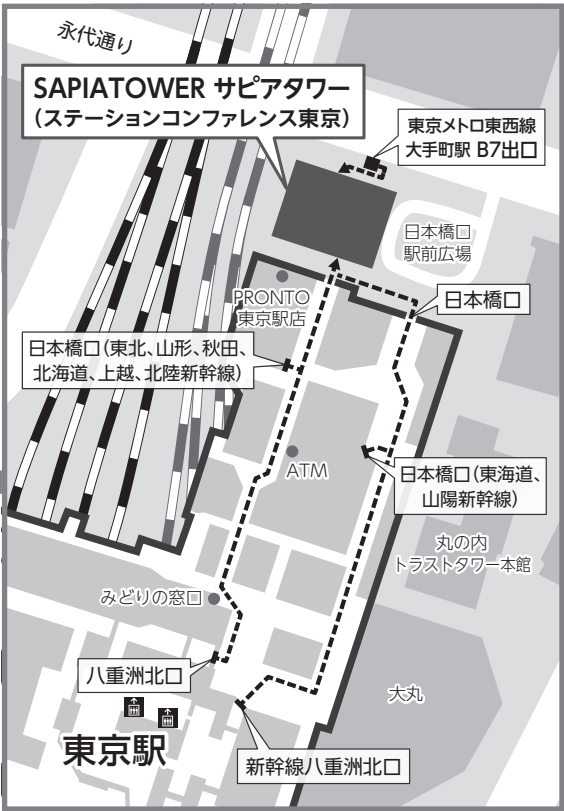 永代通り
SAPIATOWER サピアタワー
(ステーションコンファレンス東京)
東京メトロ東西線
大手町駅 B7出口
日本橋口
駅前広場
PRONTO
東京駅店
日本橋口
日本橋口(東北、山形、秋田、
北海道、上越、北陸新幹線)
ATM
日本橋口(東海道、
山陽新幹線)
丸の内
トラストタワー本館
みどりの窓口
八重洲北口
大丸
東京駅
新幹線八重洲北口